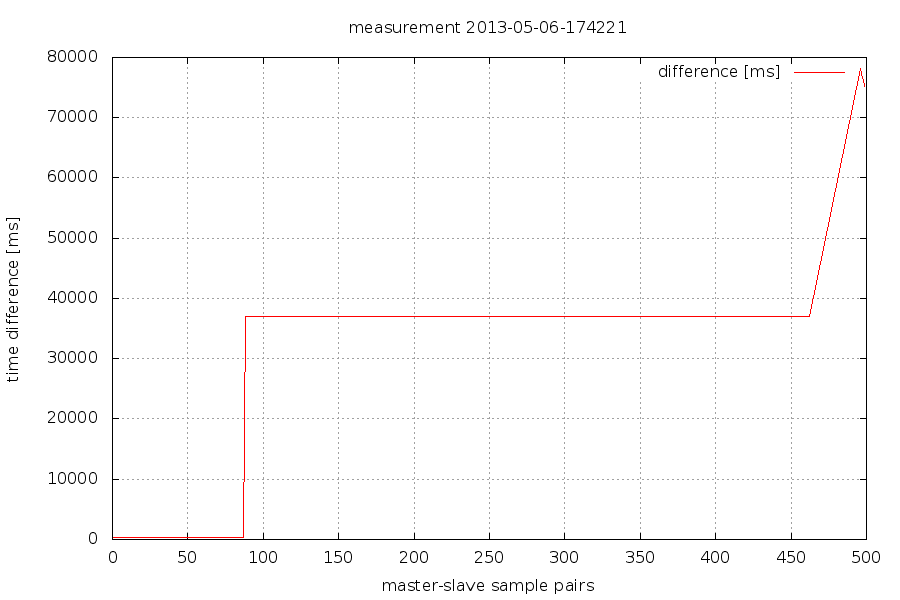 measurement 2013-05-06-174221
difference [ms]
80000
70000
60000
50000
40000
30000
20000
10000
0
time difference [ms]
0 50 100 150 200 250 300 350 400 450 500
master-slave sample pairs